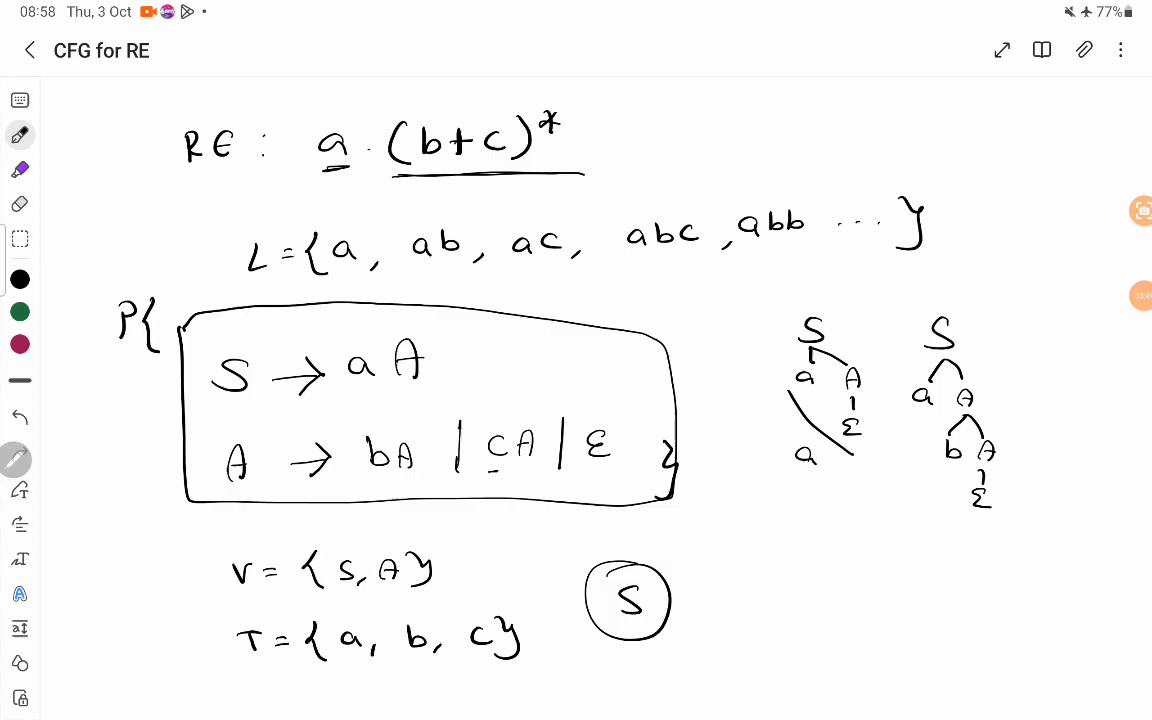 08:58 Thu, 3 Oct 77%
CFG for RE
RE : a . (b+c)*
L = {a, ab, ac, abc, abb ... }
P{
S → aA
A → bA | cA | ε }
S S
a A a A
ε b A
a ε
V = {S, A}
T = {a, b, c}
S